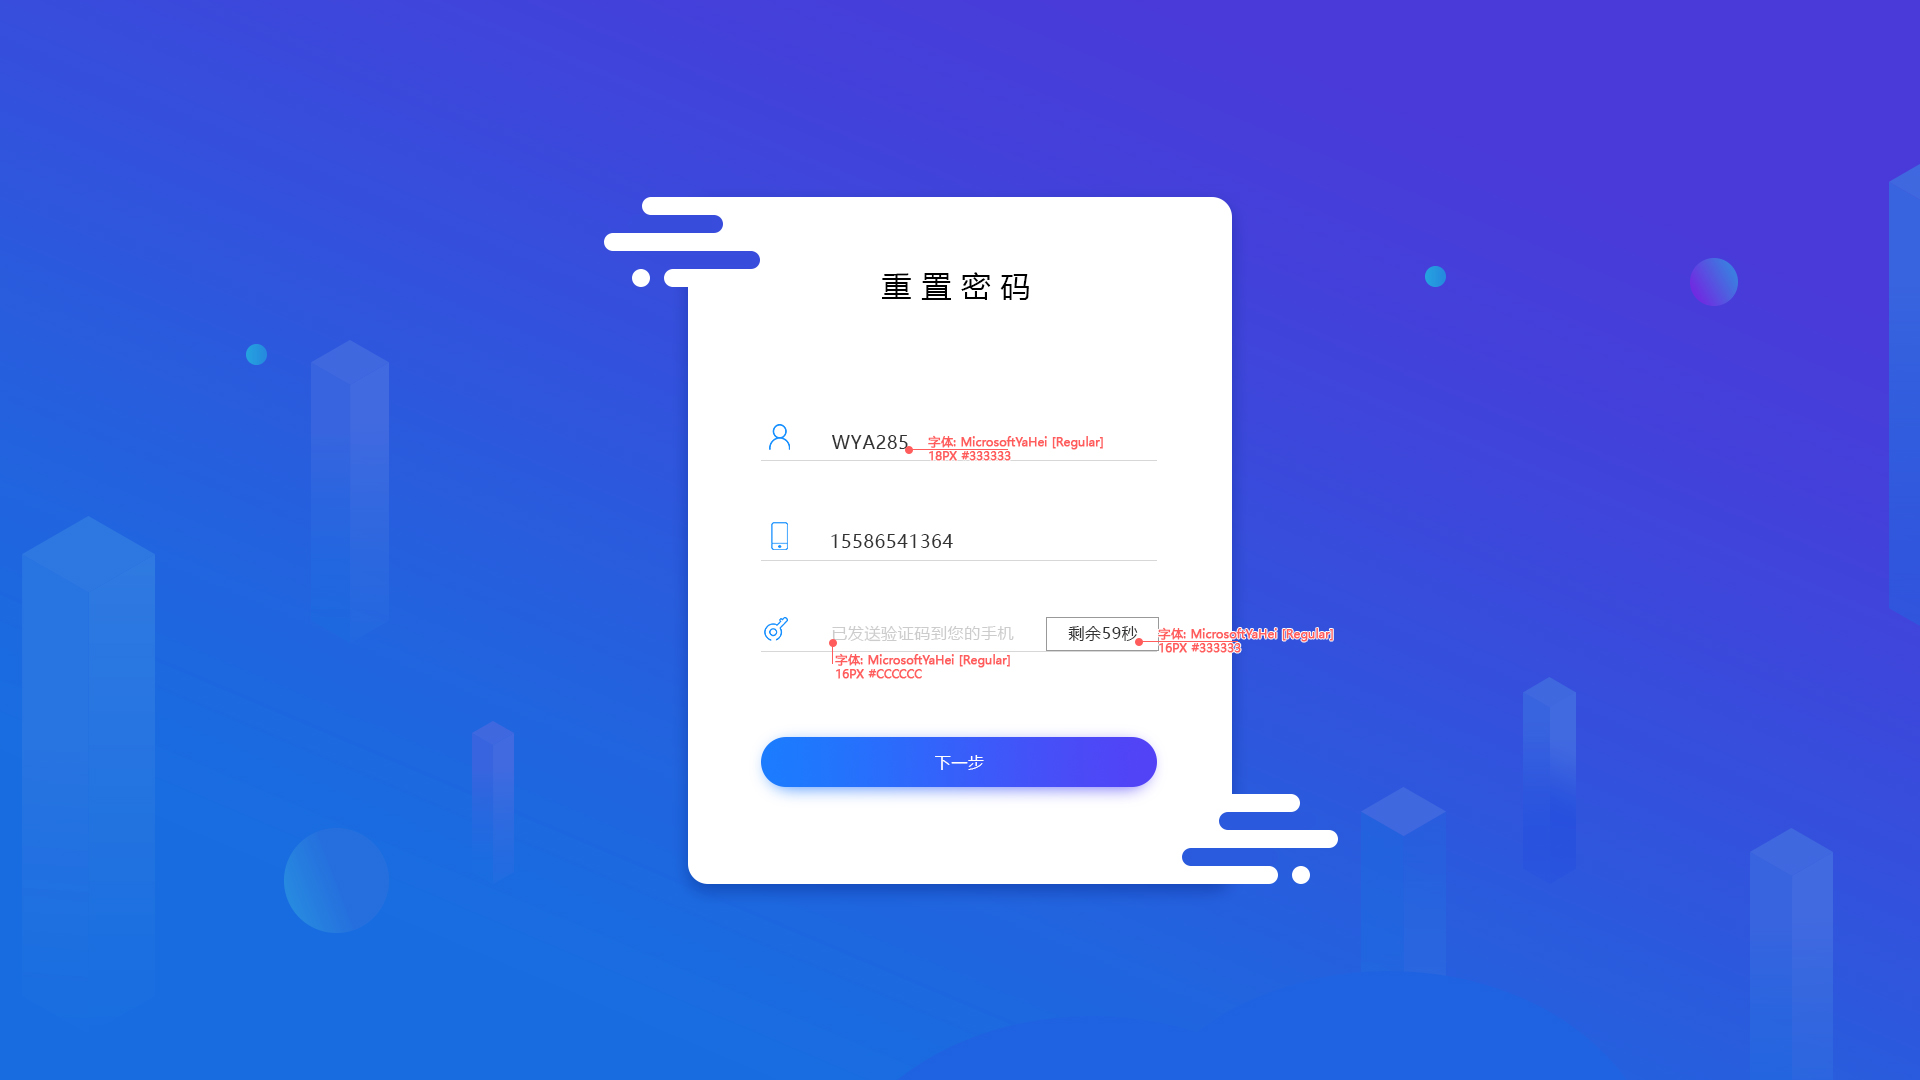 重置密码
WYA285
字体: MicrosoftYaHei [Regular]
18PX #333333
15586541364
已发送验证码到您的手机
剩余59秒
字体: MicrosoftYaHei [Regular]
16PX #333333
字体: MicrosoftYaHei [Regular]
16PX #CCCCCC
下一步